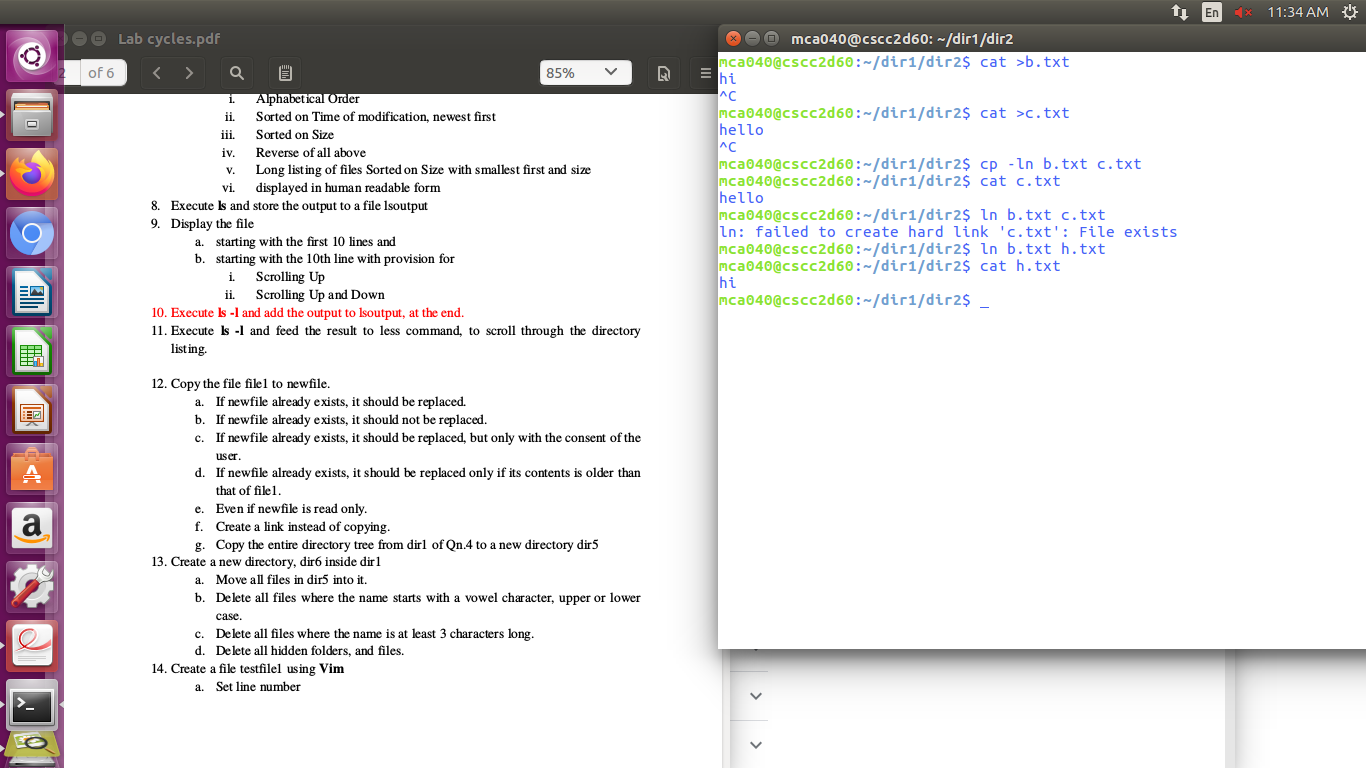 En
11:34 AM
Lab cycles.pdf
2
of 6
85%
i. Alphabetical Order
ii. Sorted on Time of modification, newest first
iii. Sorted on Size
iv. Reverse of all above
v. Long listing of files Sorted on Size with smallest first and size
vi. displayed in human readable form
8. Execute ls and store the output to a file lsoutput
9. Display the file
a. starting with the first 10 lines and
b. starting with the 10th line with provision for
i. Scrolling Up
ii. Scrolling Up and Down
10. Execute ls -l and add the output to lsoutput, at the end.
11. Execute ls -l and feed the result to less command, to scroll through the directory
listing.
12. Copy the file file1 to newfile.
a. If newfile already exists, it should be replaced.
b. If newfile already exists, it should not be replaced.
c. If newfile already exists, it should be replaced, but only with the consent of the
user.
d. If newfile already exists, it should be replaced only if its contents is older than
that of file1.
e. Even if newfile is read only.
f. Create a link instead of copying.
g. Copy the entire directory tree from dir1 of Qn.4 to a new directory dir5
13. Create a new directory, dir6 inside dir1
a. Move all files in dir5 into it.
b. Delete all files where the name starts with a vowel character, upper or lower
case.
c. Delete all files where the name is at least 3 characters long.
d. Delete all hidden folders, and files.
14. Create a file testfile1 using Vim
a. Set line number
mca040@cscc2d60: ~/dir1/dir2
mca040@cscc2d60:~/dir1/dir2$ cat >b.txt
hi
^C
mca040@cscc2d60:~/dir1/dir2$ cat >c.txt
hello
^C
mca040@cscc2d60:~/dir1/dir2$ cp -ln b.txt c.txt
mca040@cscc2d60:~/dir1/dir2$ cat c.txt
hello
mca040@cscc2d60:~/dir1/dir2$ ln b.txt c.txt
ln: failed to create hard link 'c.txt': File exists
mca040@cscc2d60:~/dir1/dir2$ ln b.txt h.txt
mca040@cscc2d60:~/dir1/dir2$ cat h.txt
hi
mca040@cscc2d60:~/dir1/dir2$ _